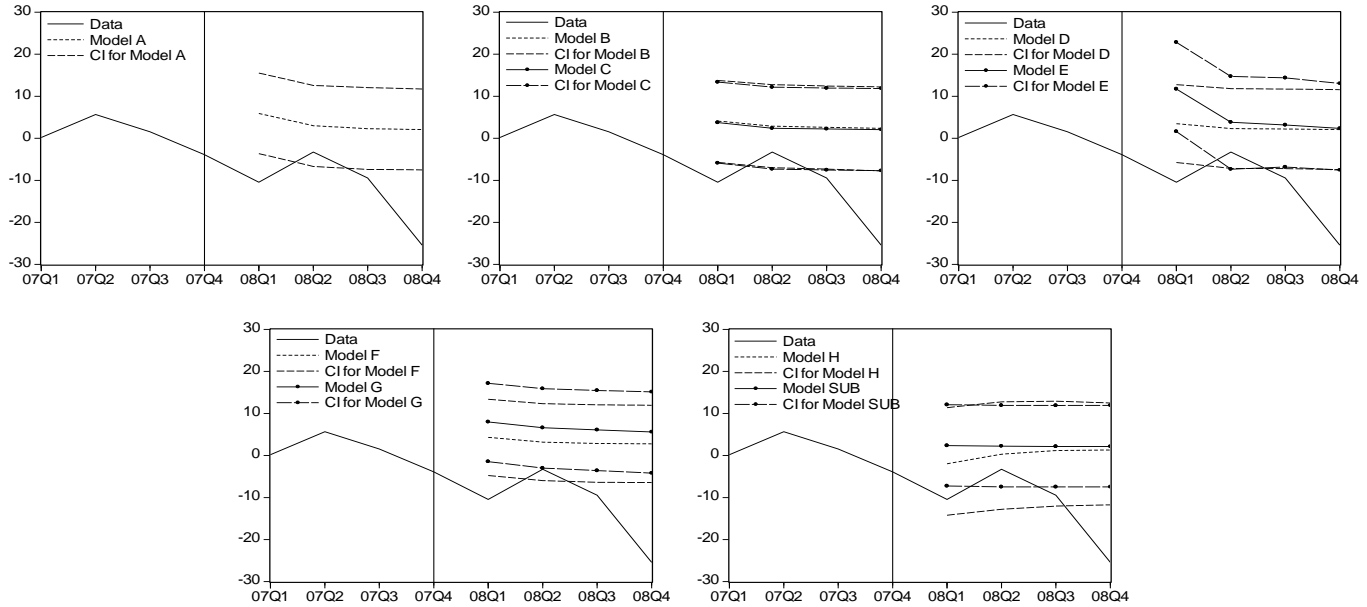 30
20
10
0
-10
-20
-30
Data
Model A
CI for Model A
07Q1 07Q2 07Q3 07Q4 08Q1 08Q2 08Q3 08Q4
30
20
10
0
-10
-20
-30
Data
Model B
CI for Model B
Model C
CI for Model C
07Q1 07Q2 07Q3 07Q4 08Q1 08Q2 08Q3 08Q4
30
20
10
0
-10
-20
-30
Data
Model D
CI for Model D
Model E
CI for Model E
07Q1 07Q2 07Q3 07Q4 08Q1 08Q2 08Q3 08Q4
30
20
10
0
-10
-20
-30
Data
Model F
CI for Model F
Model G
CI for Model G
07Q1 07Q2 07Q3 07Q4 08Q1 08Q2 08Q3 08Q4
30
20
10
0
-10
-20
-30
Data
Model H
CI for Model H
Model SUB
CI for Model SUB
07Q1 07Q2 07Q3 07Q4 08Q1 08Q2 08Q3 08Q4